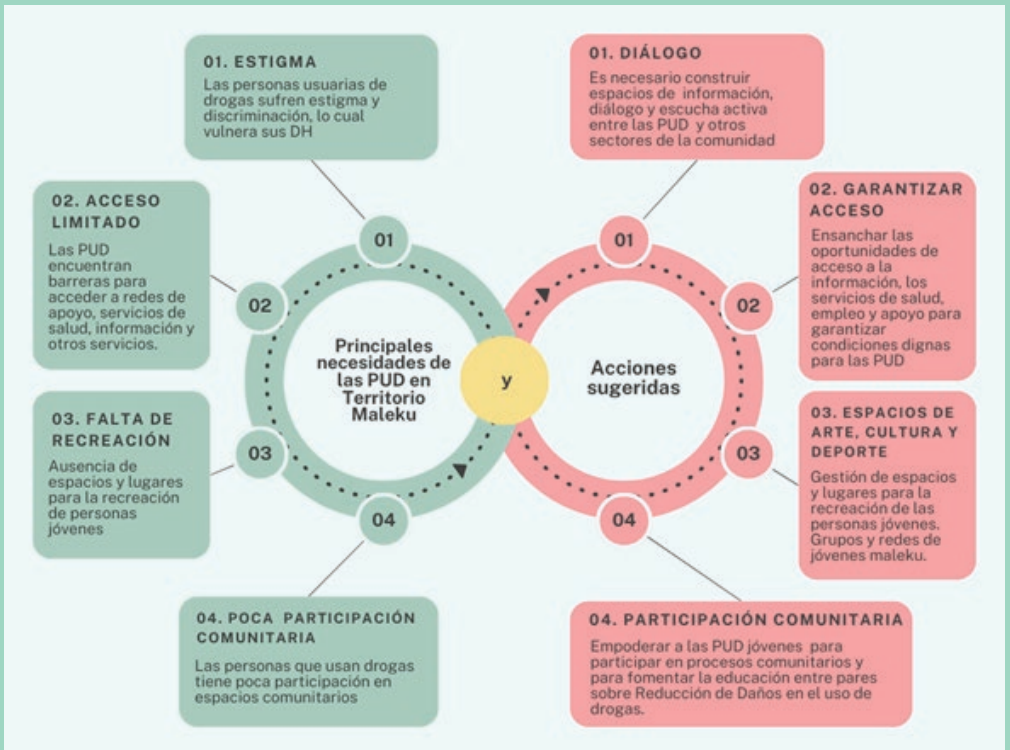 01. ESTIGMA
Las personas usuarias de
drogas sufren estigma y
discriminación, lo cual
vulnera sus DH
02. ACCESO
LIMITADO
Las PUD
encuentran
barreras para
acceder a redes de
apoyo, servicios de
salud, información y
otros servicios.
03. FALTA DE
RECREACIÓN
Ausencia de
espacios y lugares
para la recreación
de personas
jóvenes
04. POCA PARTICIPACIÓN
COMUNITARIA
Las personas que usan drogas
tiene poca participación en
espacios comunitarios
01
02
03
04
Principales
necesidades de
las PUD en
Territorio
Maleku
y
Acciones
sugeridas
01
02
03
04
01. DIÁLOGO
Es necesario construir
espacios de información,
diálogo y escucha activa
entre las PUD y otros
sectores de la comunidad
02. GARANTIZAR
ACCESO
Ensanchar las
oportunidades de
acceso a la
información, los
servicios de salud,
empleo y apoyo para
garantizar
condiciones dignas
para las PUD
03. ESPACIOS DE
ARTE, CULTURA Y
DEPORTE
Gestión de espacios
y lugares para la
recreación de las
personas jóvenes.
Grupos y redes de
jóvenes maleku.
04. PARTICIPACIÓN COMUNITARIA
Empoderar a las PUD jóvenes para
participar en procesos comunitarios y
para fomentar la educación entre pares
sobre Reducción de Daños en el uso de
drogas.